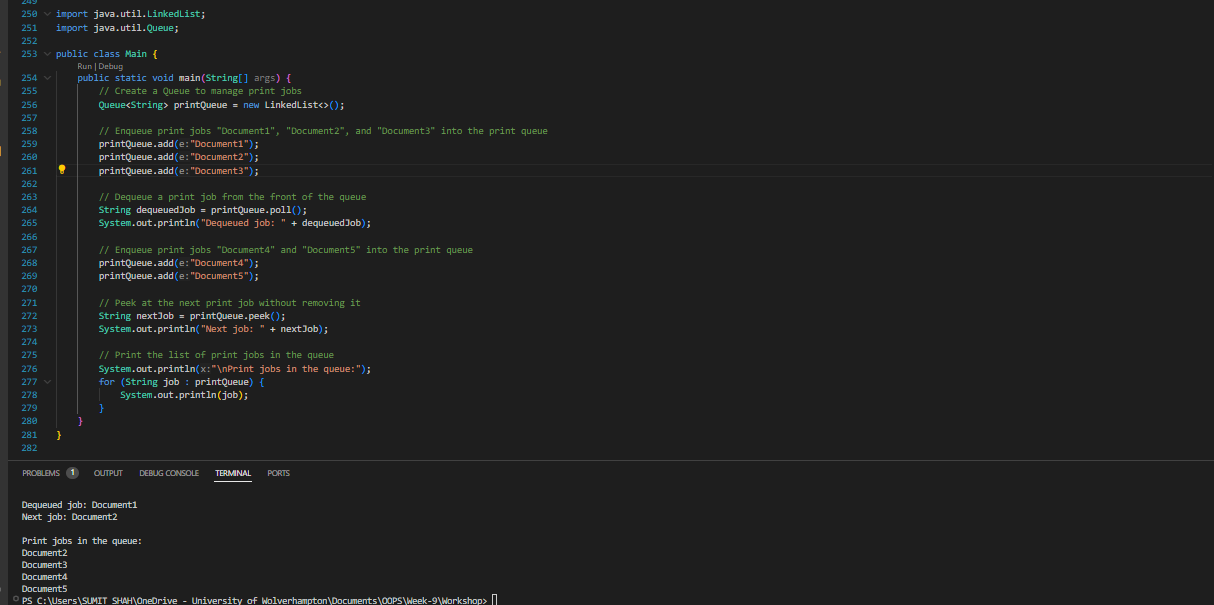 249
250 import java.util.LinkedList;
251 import java.util.Queue;
252
253 public class Main {
Run | Debug
254 public static void main(String[] args) {
255 // Create a Queue to manage print jobs
256 Queue<String> printQueue = new LinkedList<>();
257
258 // Enqueue print jobs "Document1", "Document2", and "Document3" into the print queue
259 printQueue.add(e:"Document1");
260 printQueue.add(e:"Document2");
261 printQueue.add(e:"Document3");
262
263 // Dequeue a print job from the front of the queue
264 String dequeuedJob = printQueue.poll();
265 System.out.println("Dequeued job: " + dequeuedJob);
266
267 // Enqueue print jobs "Document4" and "Document5" into the print queue
268 printQueue.add(e:"Document4");
269 printQueue.add(e:"Document5");
270
271 // Peek at the next print job without removing it
272 String nextJob = printQueue.peek();
273 System.out.println("Next job: " + nextJob);
274
275 // Print the list of print jobs in the queue
276 System.out.println(x:"\nPrint jobs in the queue:");
277 for (String job : printQueue) {
278 System.out.println(job);
279 }
280 }
281 }
282
PROBLEMS 1 OUTPUT DEBUG CONSOLE TERMINAL PORTS
Dequeued job: Document1
Next job: Document2
Print jobs in the queue:
Document2
Document3
Document4
Document5
PS C:\Users\SUMIT SHAH\OneDrive - University of Wolverhampton\Documents\OOPS\Week-9\Workshop>